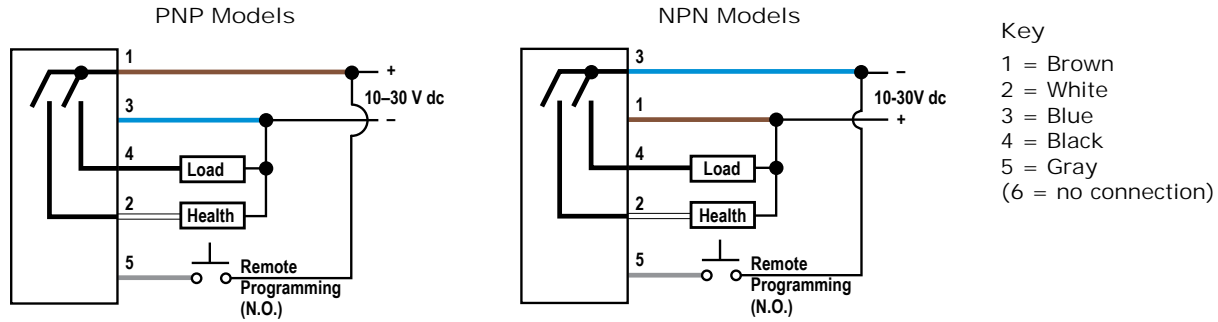 PNP Models
1
+
10–30 V dc
3
–
4
Load
2
Health
5
Remote
Programming
(N.O.)
NPN Models
3
–
10-30V dc
1
+
4
Load
2
Health
5
Remote
Programming
(N.O.)
Key
1 = Brown
2 = White
3 = Blue
4 = Black
5 = Gray
(6 = no connection)